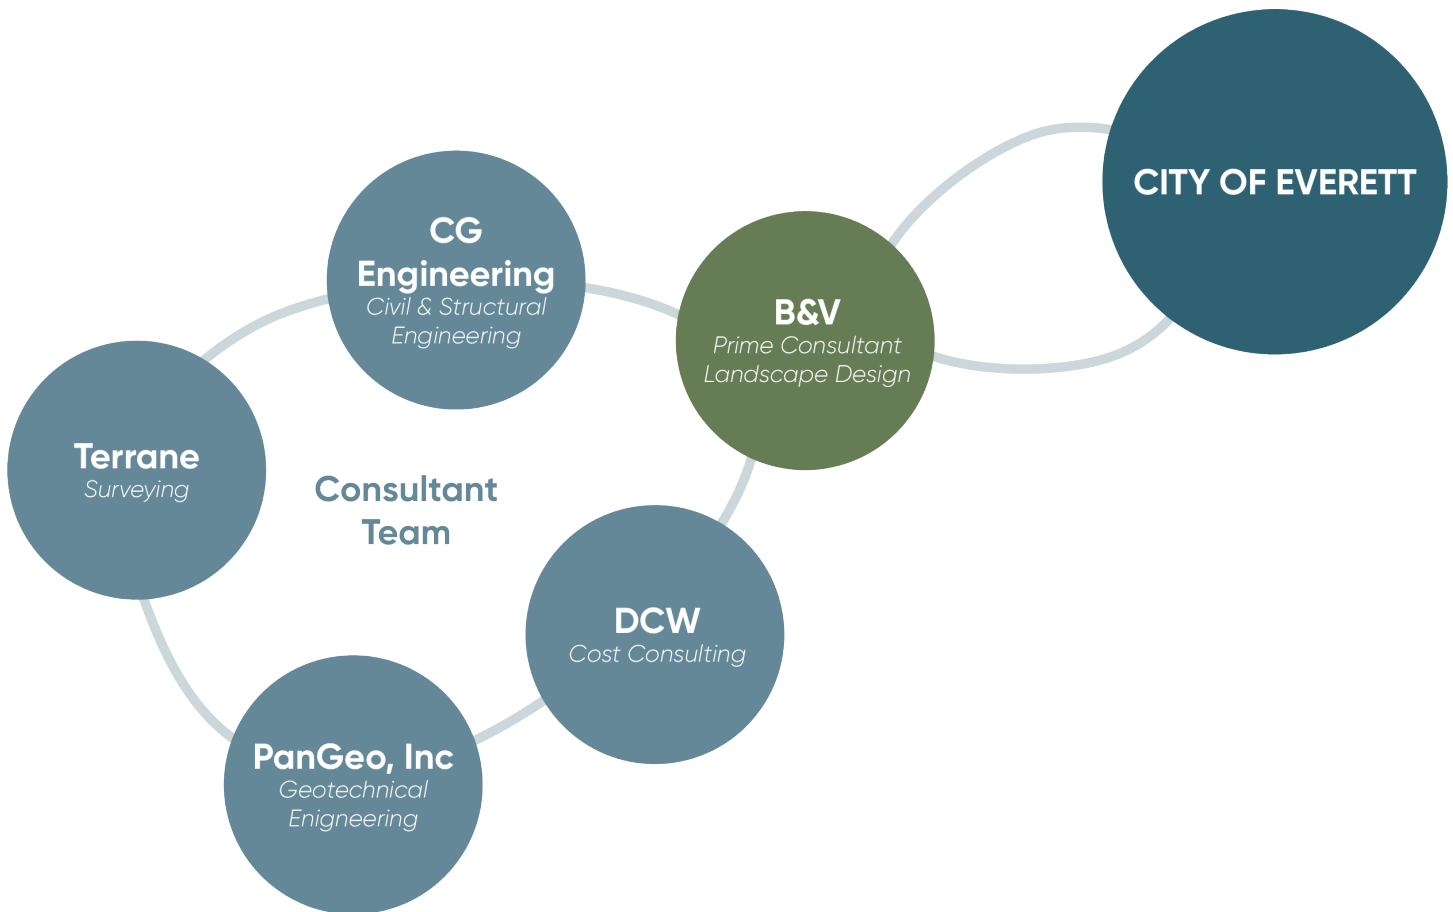 CITY OF EVERETT
CG
Engineering
Civil & Structural
Engineering
B&V
Prime Consultant
Landscape Design
Terrane
Surveying
Consultant
Team
DCW
Cost Consulting
PanGeo, Inc
Geotechnical
Enigneering